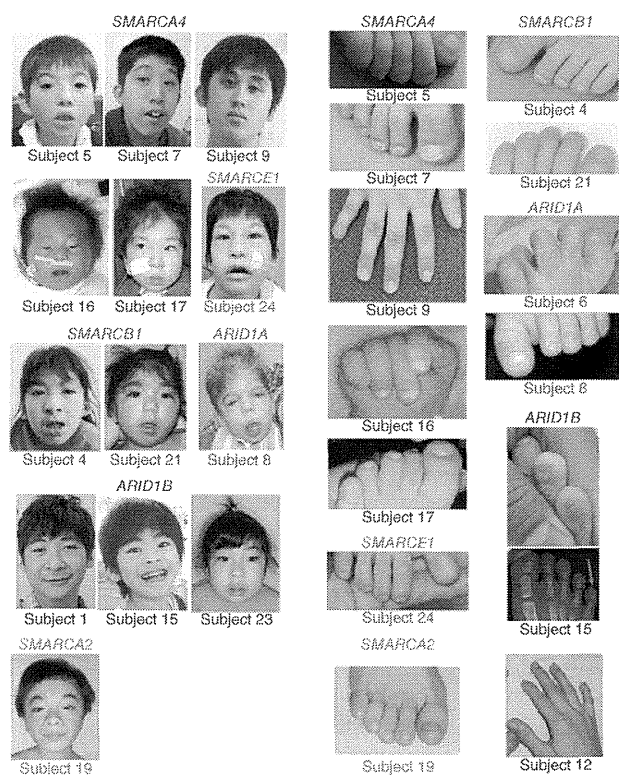 SMARCA4
Subject 5 Subject 7 Subject 9
SMARCE1
Subject 16 Subject 17 Subject 24
SMARCB1 ARID1A
Subject 4 Subject 21 Subject 8
ARID1B
Subject 1 Subject 15 Subject 23
SMARCA2
Subject 19
SMARCA4
Subject 5
Subject 7
Subject 9
Subject 16
Subject 17
SMARCE1
Subject 24
SMARCA2
Subject 19
SMARCB1
Subject 4
Subject 21
ARID1A
Subject 6
Subject 8
ARID1B
Subject 15
Subject 12